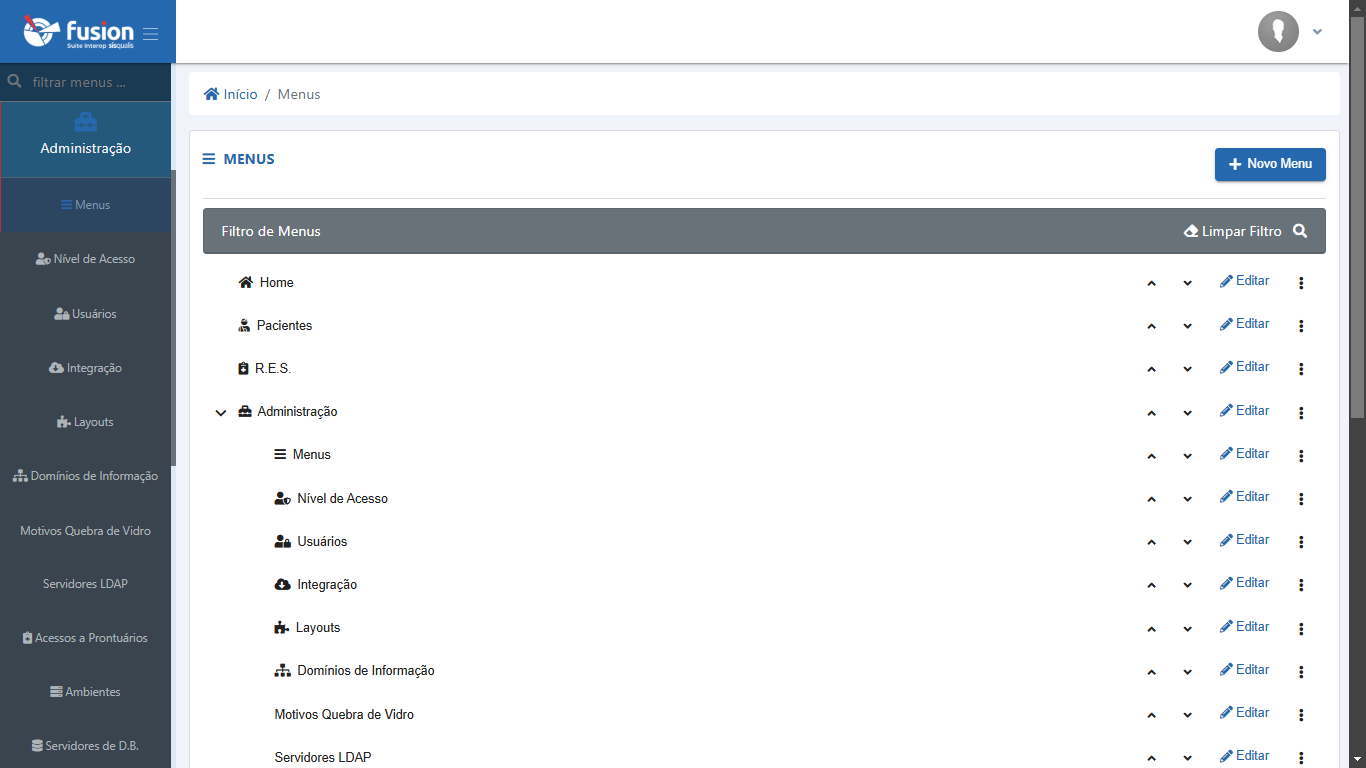 fusion
Suite Interop sisqualis
filtrar menus ...
Administração
Menus
Nível de Acesso
Usuários
Integração
Layouts
Domínios de Informação
Motivos Quebra de Vidro
Servidores LDAP
Acessos a Prontuários
Ambientes
Servidores de D.B.
Início / Menus
MENUS
Novo Menu
Filtro de Menus
Limpar Filtro
Home
Editar
Pacientes
Editar
R.E.S.
Editar
Administração
Editar
Menus
Editar
Nível de Acesso
Editar
Usuários
Editar
Integração
Editar
Layouts
Editar
Domínios de Informação
Editar
Motivos Quebra de Vidro
Editar
Servidores LDAP
Editar